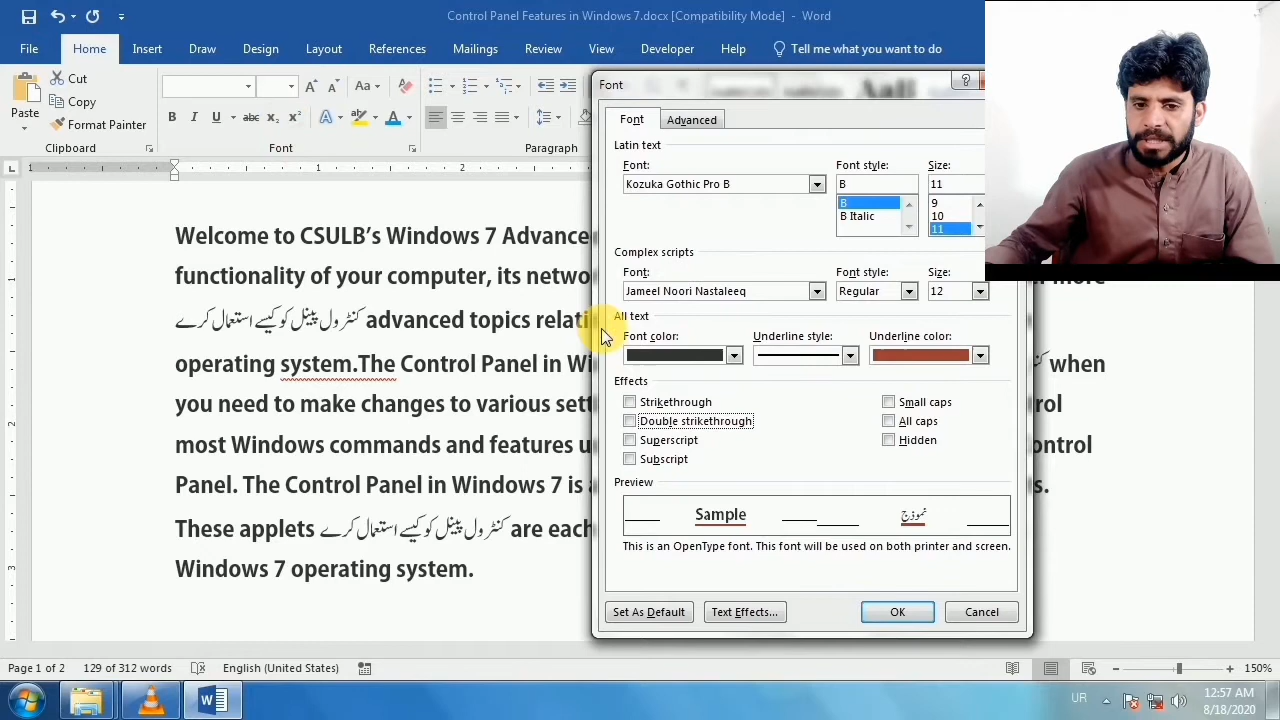 Control Panel Features in Windows 7.docx [Compatibility Mode] - Word
File Home Insert Draw Design Layout References Mailings Review View Developer Help Tell me what you want to do
Cut
Copy
Format Painter
Paste
Clipboard
Font
Paragraph
Font
Font Advanced
Latin text
Font: Font style: Size:
Kozuka Gothic Pro B B 11
B 9
B Italic 10
11
Complex scripts
Font: Font style: Size:
Jameel Noori Nastaleeq Regular 12
All text
Font color: Underline style: Underline color:
Effects
Strikethrough Small caps
Double strikethrough All caps
Superscript Hidden
Subscript
Preview
Sample نموذج
This is an OpenType font. This font will be used on both printer and screen.
Set As Default Text Effects... OK Cancel
Welcome to CSULB’s Windows 7 Advance
functionality of your computer, its netwo more
کنٹرول پینل کو کیسے استعمال کرے advanced topics relati
operating system.The Control Panel in Wi when
you need to make changes to various sett rol
most Windows commands and features u ontrol
Panel. The Control Panel in Windows 7 is a s.
These applets کنٹرول پینل کو کیسے استعمال کرے are each
Windows 7 operating system.
Page 1 of 2 129 of 312 words English (United States) 150%
UR 12:57 AM
8/18/2020